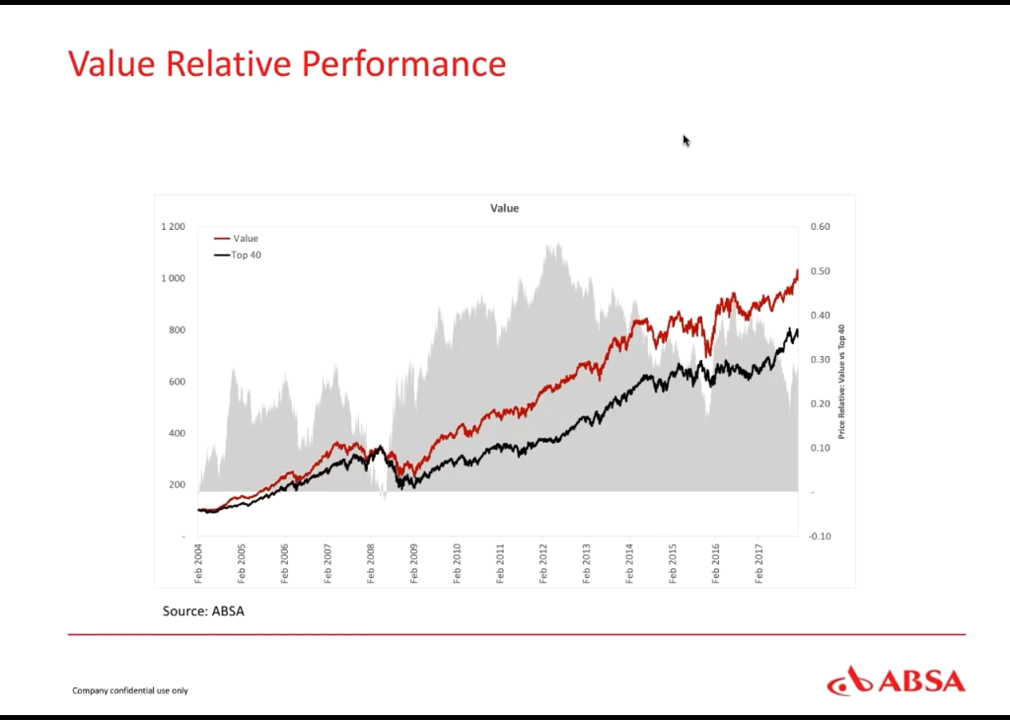 Value Relative Performance
Value
1 200
1 000
800
600
400
200
-
Value
Top 40
0.60
0.50
0.40
0.30
0.20
0.10
-
-0.10
Price Relative: Value vs Top 40
Feb 2004
Feb 2005
Feb 2006
Feb 2007
Feb 2008
Feb 2009
Feb 2010
Feb 2011
Feb 2012
Feb 2013
Feb 2014
Feb 2015
Feb 2016
Feb 2017
Source: ABSA
Company confidential use only
ABSA